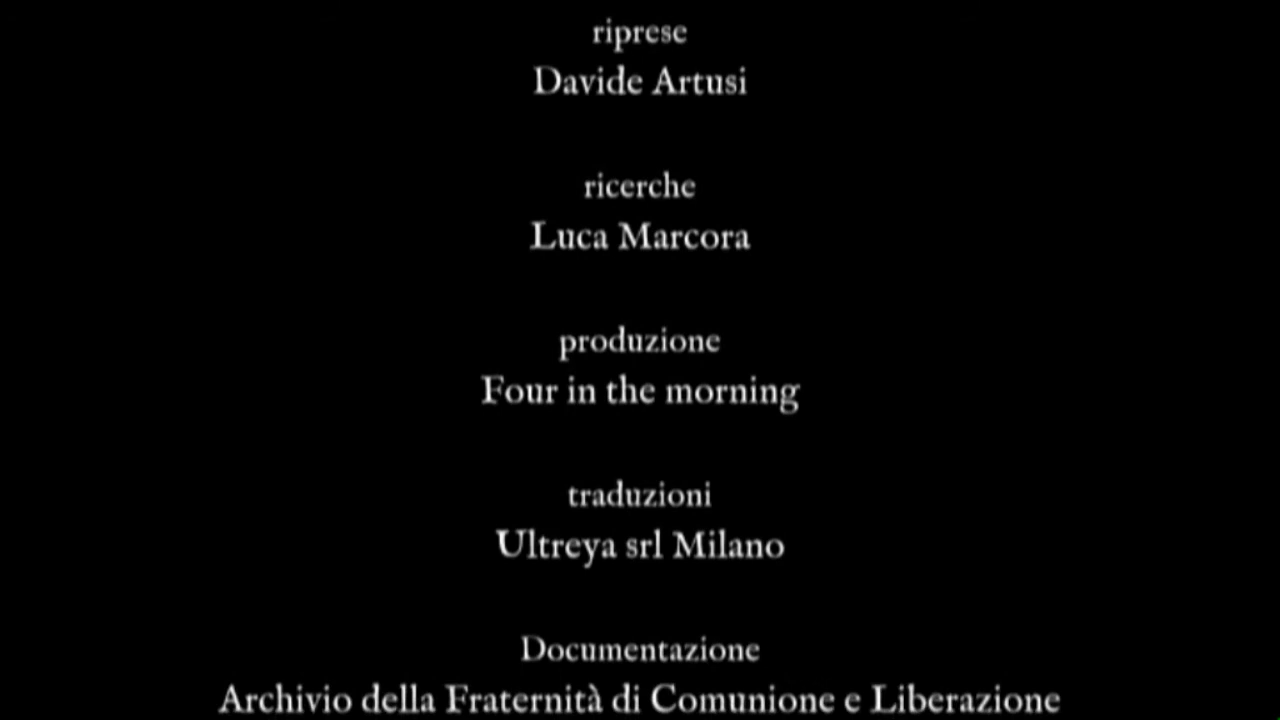 riprese
Davide Artusi
ricerche
Luca Marcora
produzione
Four in the morning
traduzioni
Ultreya srl Milano
Documentazione
Archivio della Fraternità di Comunione e Liberazione